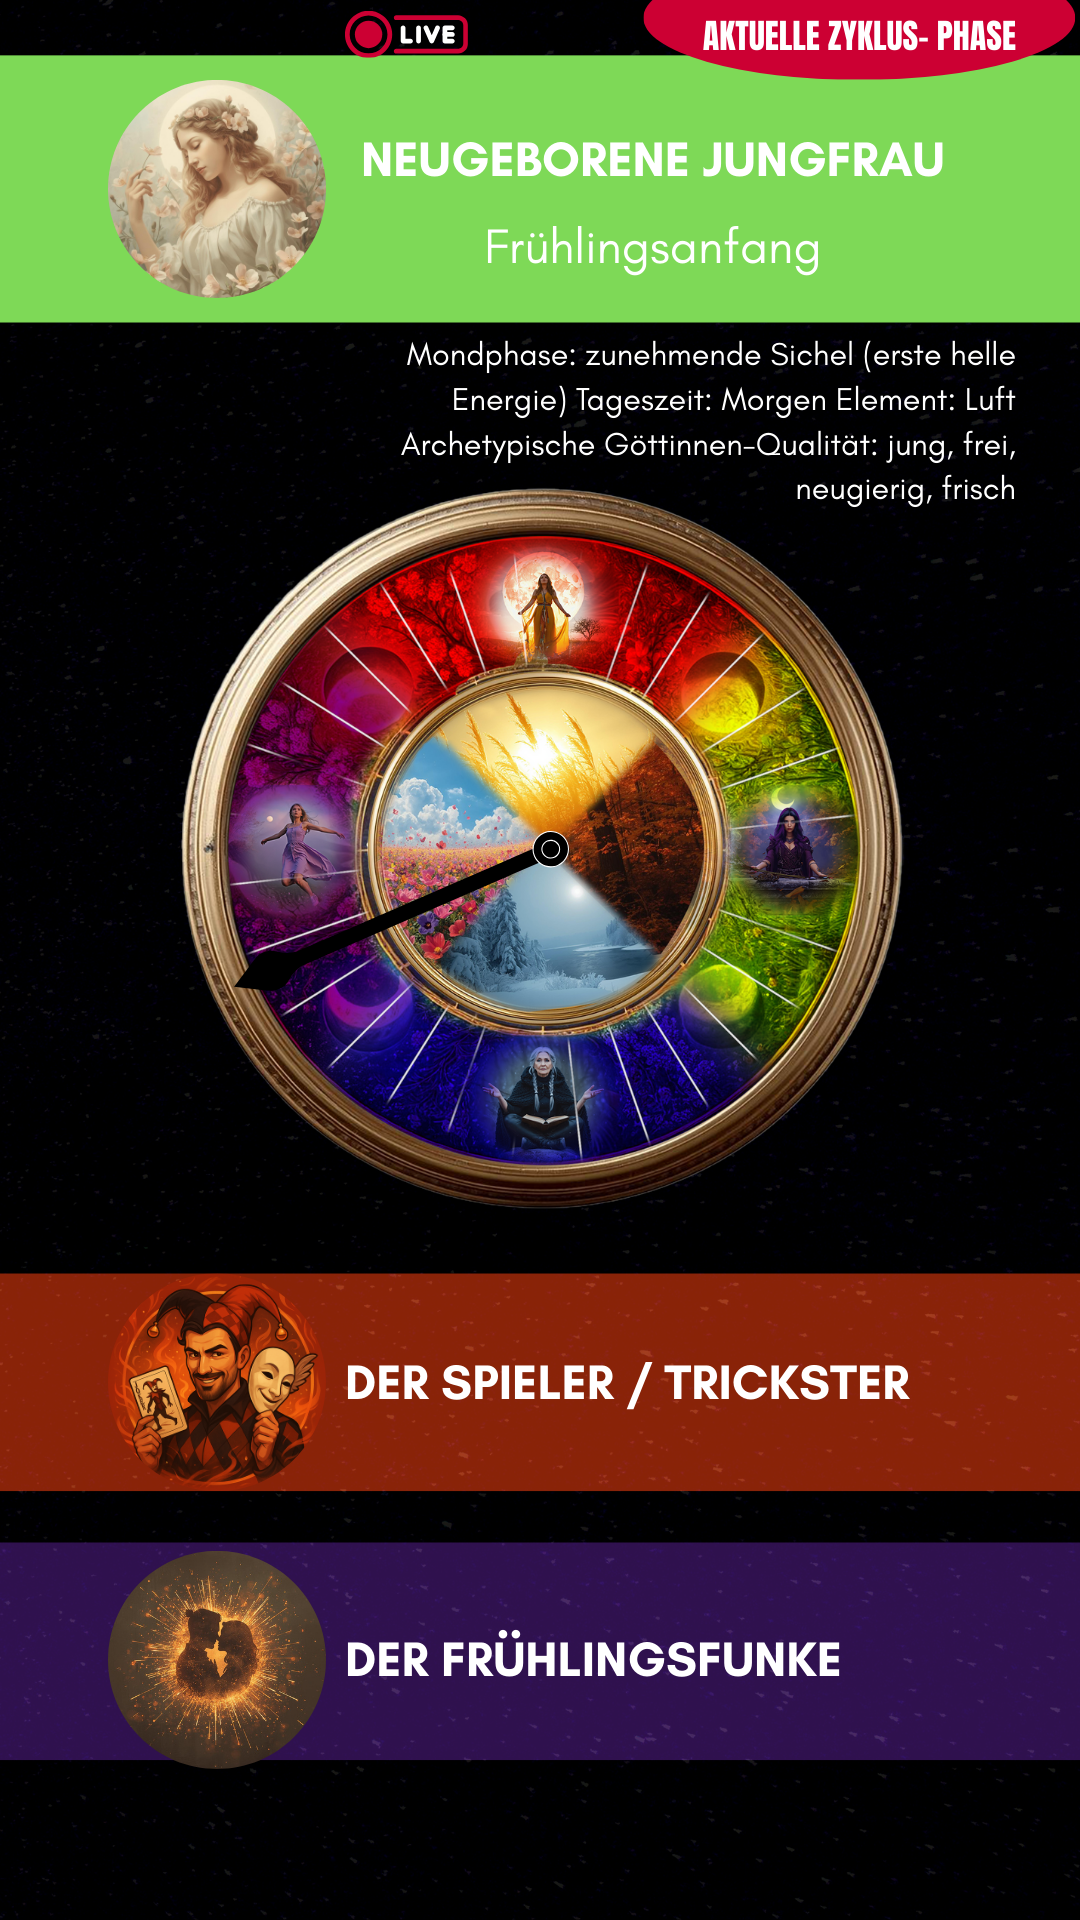 LIVE
AKTUELLE ZYKLUS- PHASE
NEUGEBORENE JUNGFRAU
Frühlingsanfang
Mondphase: zunehmende Sichel (erste helle
Energie) Tageszeit: Morgen Element: Luft
Archetypische Göttinnen-Qualität: jung, frei,
neugierig, frisch
DER SPIELER / TRICKSTER
DER FRÜHLINGSFUNKE